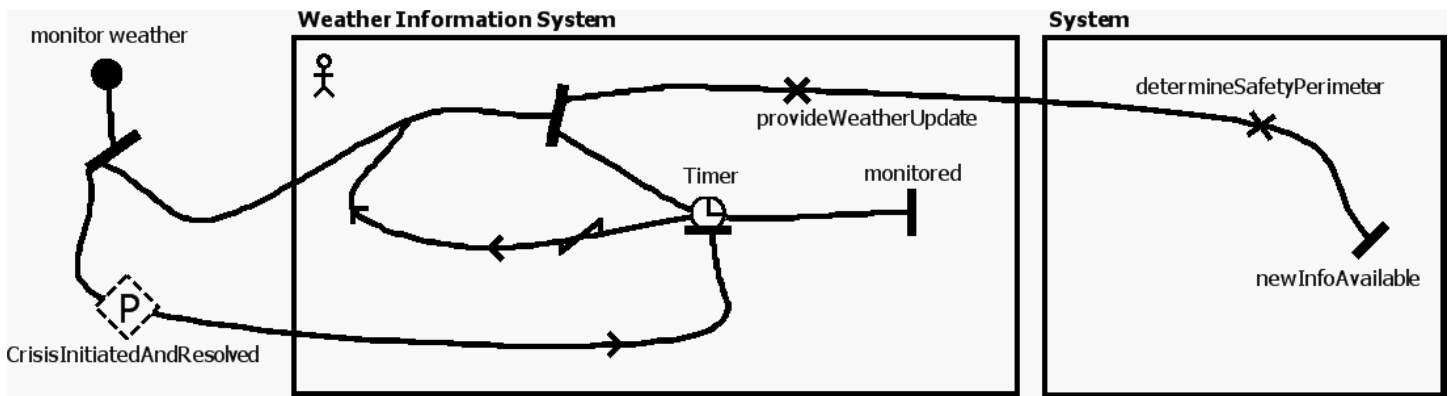 Weather Information System
System
monitor weather
determineSafetyPerimeter
provideWeatherUpdate
Timer
monitored
newInfoAvailable
P
CrisisInitiatedAndResolved